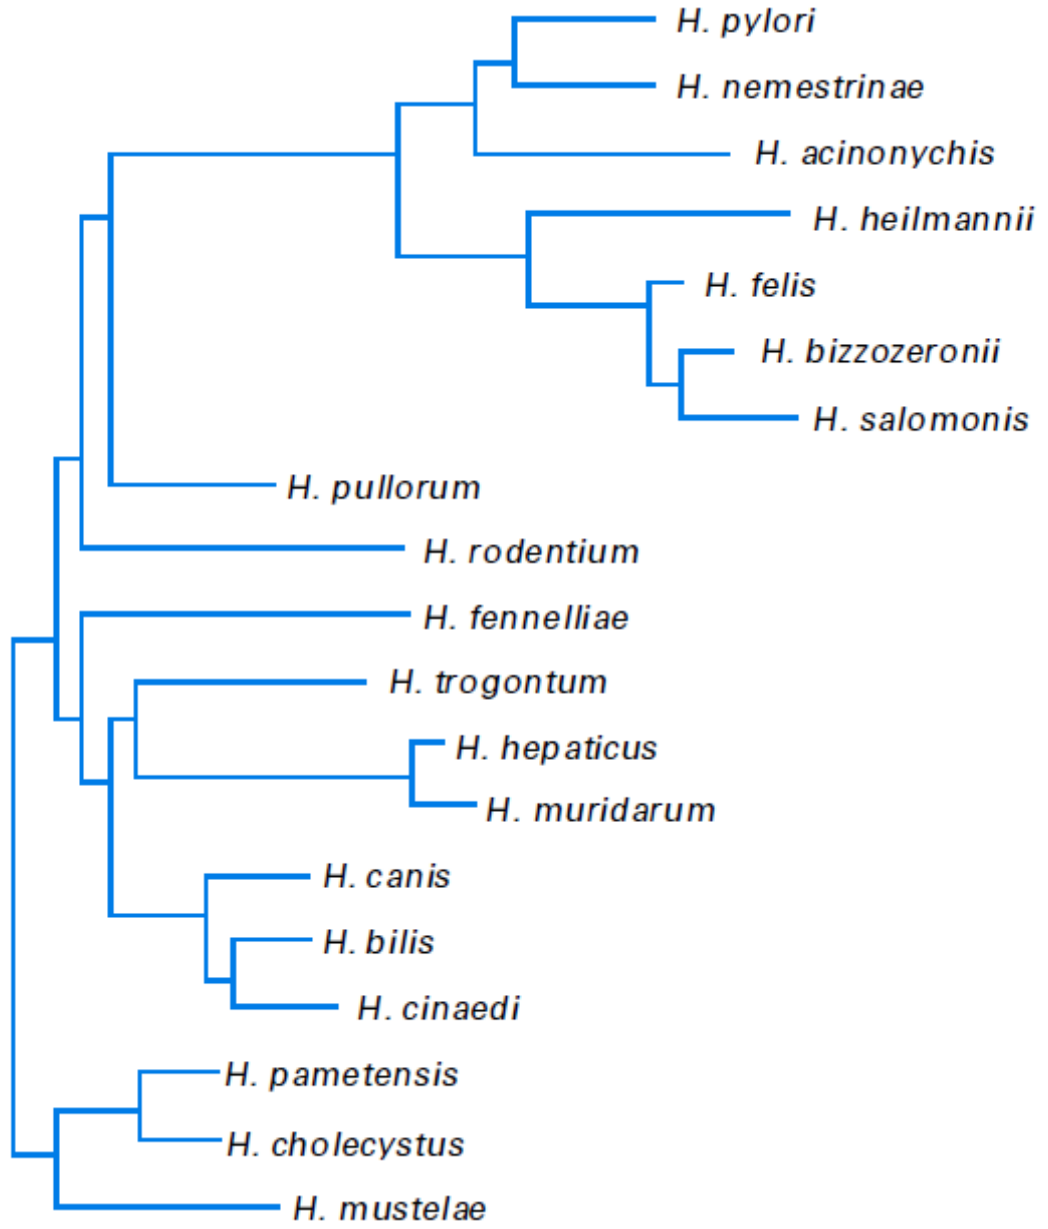 H. pylori
H. nemestrinae
H. acinonychis
H. heilmannii
H. felis
H. bizzozeronii
H. salomonis
H. pullorum
H. rodentium
H. fennelliae
H. trogontum
H. hepaticus
H. muridarum
H. canis
H. bilis
H. cinaedi
H. pametensis
H. cholecystus
H. mustelae